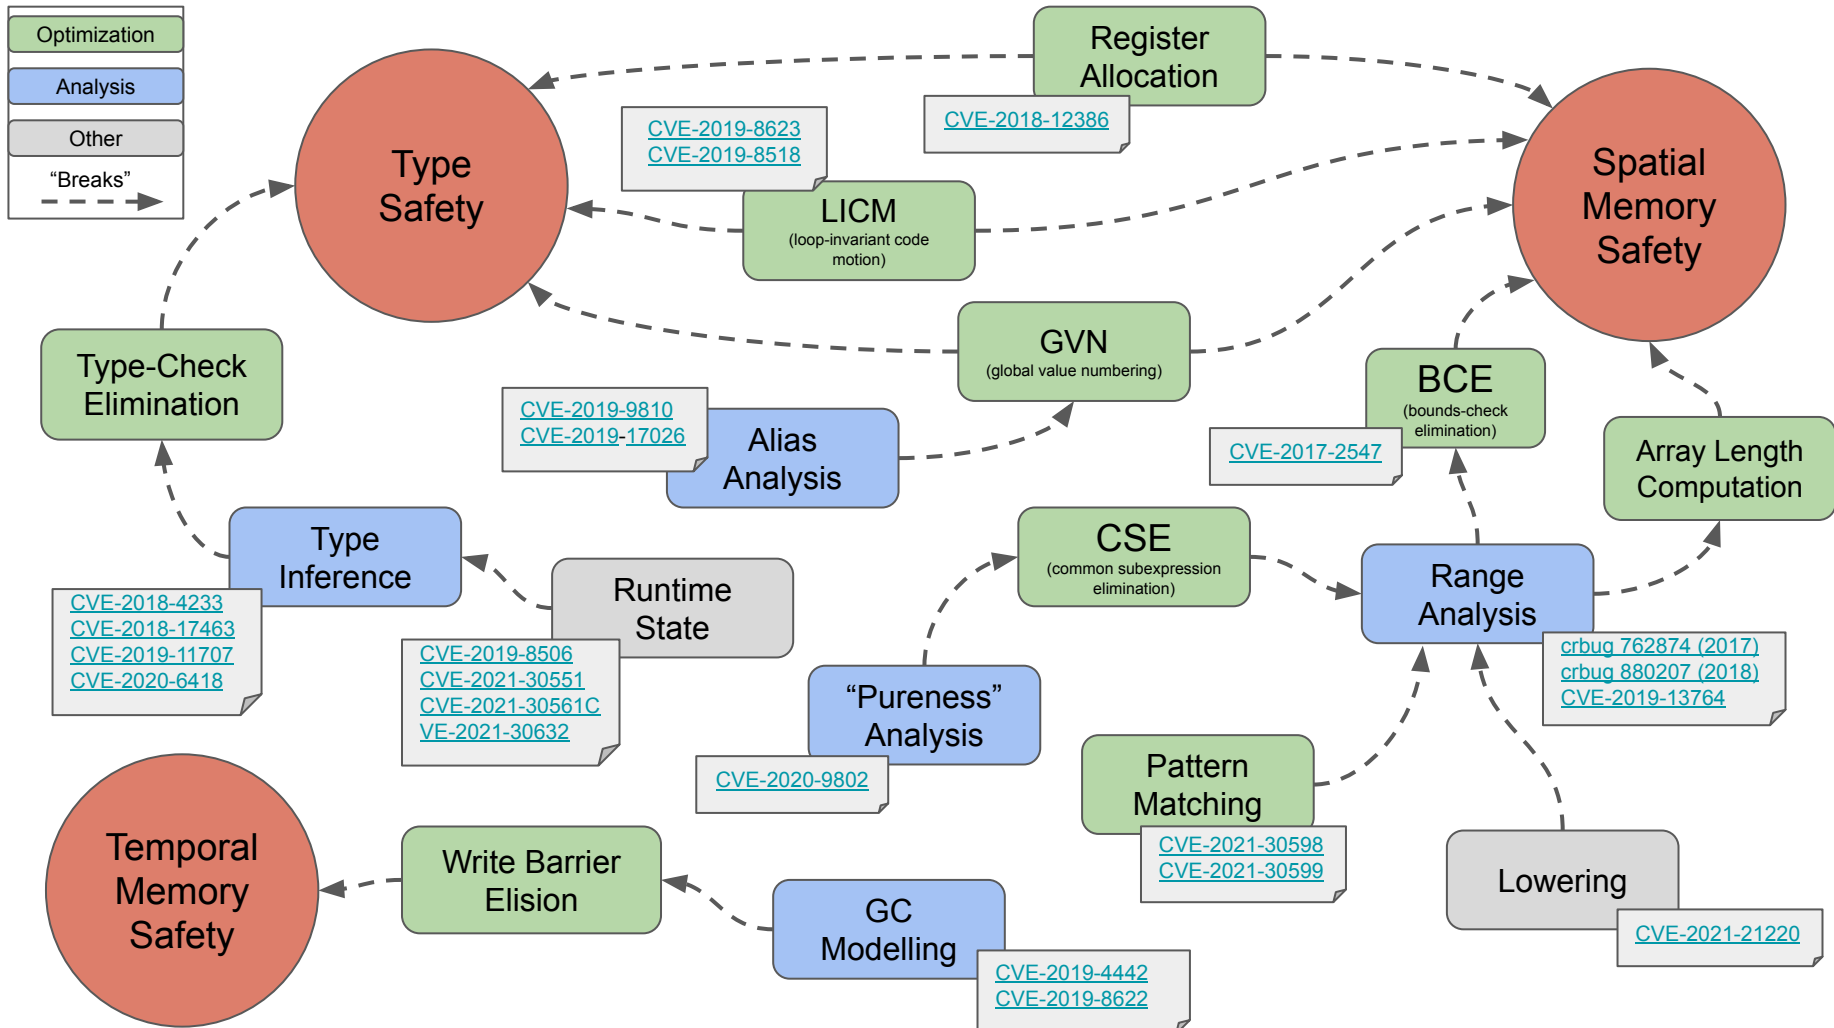 Optimization
Analysis
Other
“Breaks”
Type
Safety
Register
Allocation
CVE-2018-12386
CVE-2019-8623
CVE-2019-8518
LICM
(loop-invariant code
motion)
Spatial
Memory
Safety
Type-Check
Elimination
GVN
(global value numbering)
BCE
(bounds-check
elimination)
CVE-2017-2547
CVE-2019-9810
CVE-2019-17026
Alias
Analysis
Array Length
Computation
Type
Inference
CVE-2018-4233
CVE-2018-17463
CVE-2019-11707
CVE-2020-6418
Runtime
State
CVE-2019-8506
CVE-2021-30551
CVE-2021-30561C
VE-2021-30632
CSE
(common subexpression
elimination)
Range
Analysis
crbug 762874 (2017)
crbug 880207 (2018)
CVE-2019-13764
“Pureness”
Analysis
CVE-2020-9802
Pattern
Matching
CVE-2021-30598
CVE-2021-30599
Lowering
CVE-2021-21220
Temporal
Memory
Safety
Write Barrier
Elision
GC
Modelling
CVE-2019-4442
CVE-2019-8622